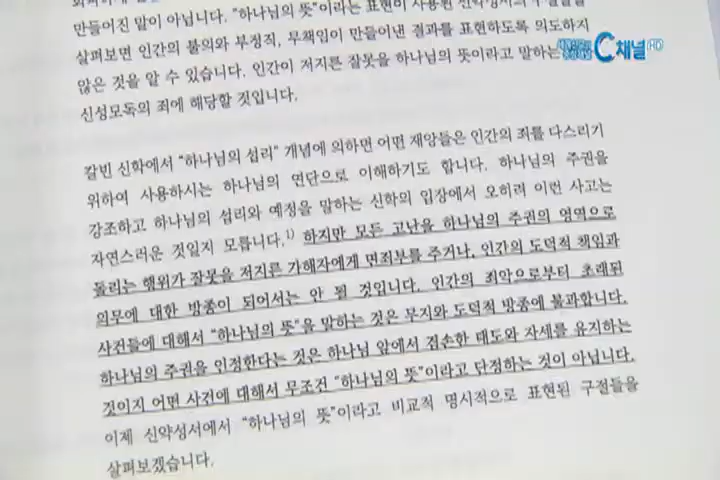 만들어진 말이 아닙니다. "하나님의 뜻"이라는 표현이 사용된 신약성서의 구절들을
살펴보면 인간의 불의와 부정직, 무책임이 만들어낸 결과를 표현하도록 의도하지
않은 것을 알 수 있습니다. 인간이 저지른 잘못을 하나님의 뜻이라고 말하는
C채널 HD
신성모독의 죄에 해당할 것입니다.
칼빈 신학에서 "하나님의 섭리" 개념에 의하면 어떤 재앙들은 인간의 죄를 다스리기
위하여 사용하시는 하나님의 연단으로 이해하기도 합니다. 하나님의 주권을
강조하고 하나님의 섭리와 예정을 말하는 신학의 입장에서 오히려 이런 사고는
자연스러운 것일지 모릅니다.1) 하지만 모든 고난을 하나님의 주권의 영역으로
돌리는 행위가 잘못을 저지른 가해자에게 면죄부를 주거나, 인간의 도덕적 책임과
의무에 대한 방종이 되어서는 안 될 것입니다. 인간의 죄악으로부터 초래된
사건들에 대해서 "하나님의 뜻"을 말하는 것은 무지와 도덕적 방종에 불과합니다.
하나님의 주권을 인정한다는 것은 하나님 앞에서 겸손한 태도와 자세를 유지하는
것이지 어떤 사건에 대해서 무조건 "하나님의 뜻"이라고 단정하는 것이 아닙니다.
이제 신약성서에서 "하나님의 뜻"이라고 비교적 명시적으로 표현된 구절들을
살펴보겠습니다.